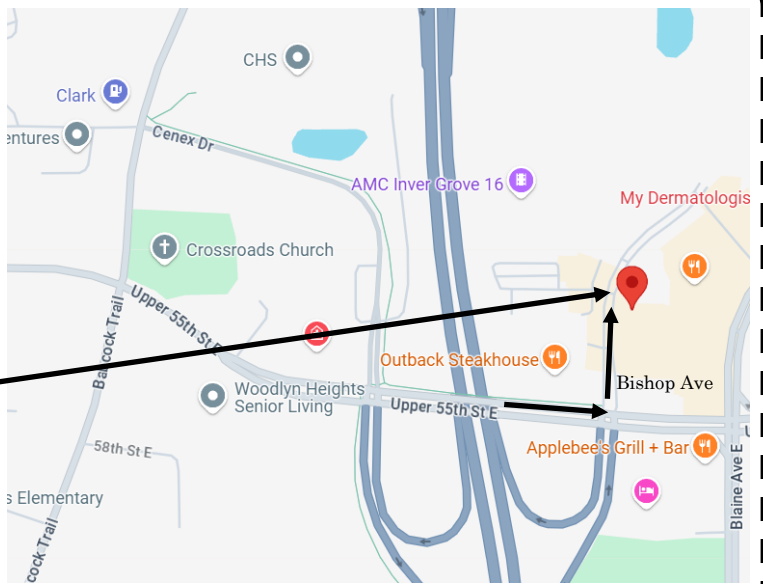 CHS
Clark
entures
Cenex Dr
AMC Inver Grove 16
My Dermatologis
Crossroads Church
Upper 55th St E
Babcock Trail
Outback Steakhouse
Bishop Ave
Woodlyn Heights
Senior Living
Upper 55th St E
Applebee's Grill + Bar
58th St E
Blaine Ave E
s Elementary
cock Trail